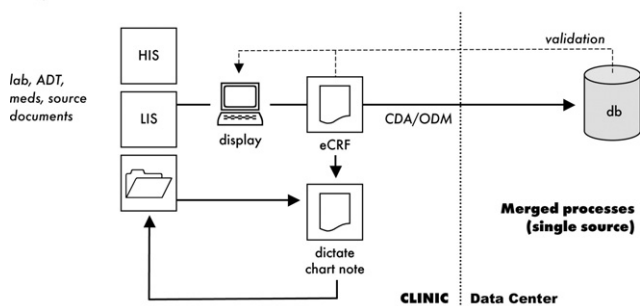 validation
HIS
lab, ADT,
meds, source
documents
LIS
display
eCRF
CDA/ODM
db
Merged processes
(single source)
dictate
chart note
CLINIC
Data Center